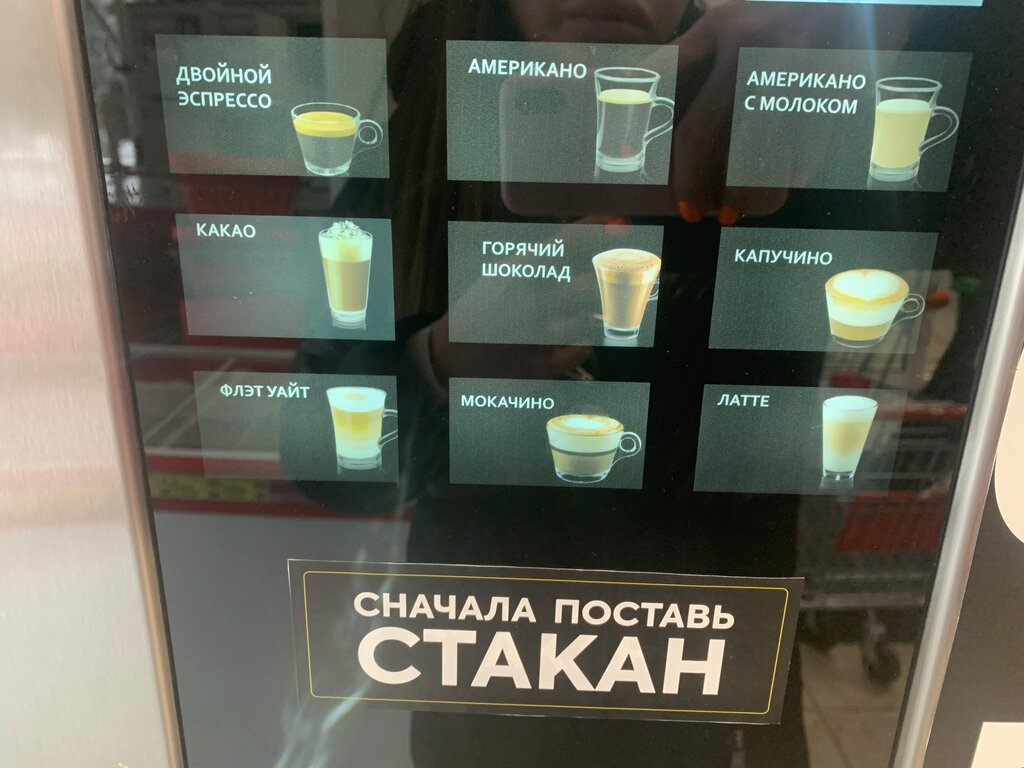 ДВОЙНОЙ
ЭСПРЕССО
АМЕРИКАНО
АМЕРИКАНО
С МОЛОКОМ
КАКАО
ГОРЯЧИЙ
ШОКОЛАД
КАПУЧИНО
ФЛЭТ УАЙТ
МОКАЧИНО
ЛАТТЕ
СНАЧАЛА ПОСТАВЬ
СТАКАН